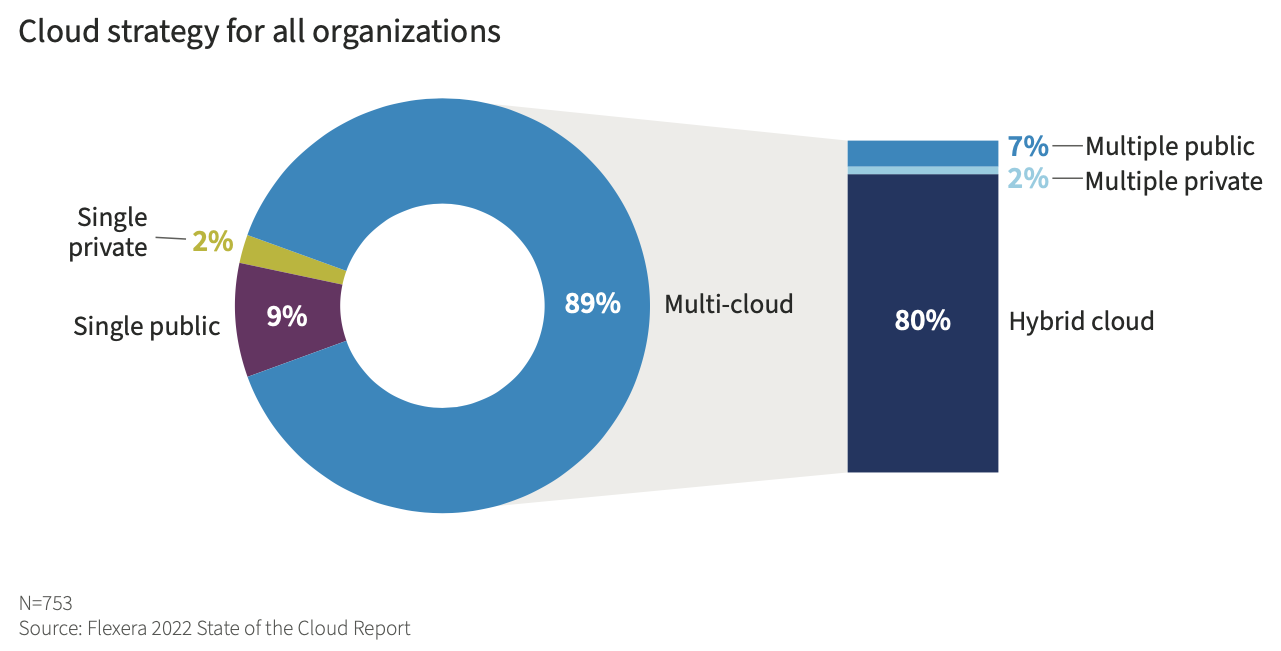 Cloud strategy for all organizations
Single
private
2%
Single public
9%
89%
Multi-cloud
7%
Multiple public
2%
Multiple private
80%
Hybrid cloud
N=753
Source: Flexera 2022 State of the Cloud Report